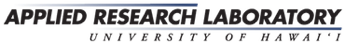 APPLIED RESEARCH LABORATORY
UNIVERSITY OF HAWAI‘I